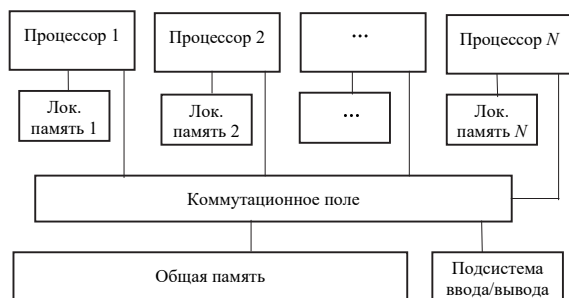 Процессор 1
Процессор 2
...
Процессор N
Лок.
память 1
Лок.
память 2
...
Лок.
память N
Коммутационное поле
Общая память
Подсистема
ввода/вывода